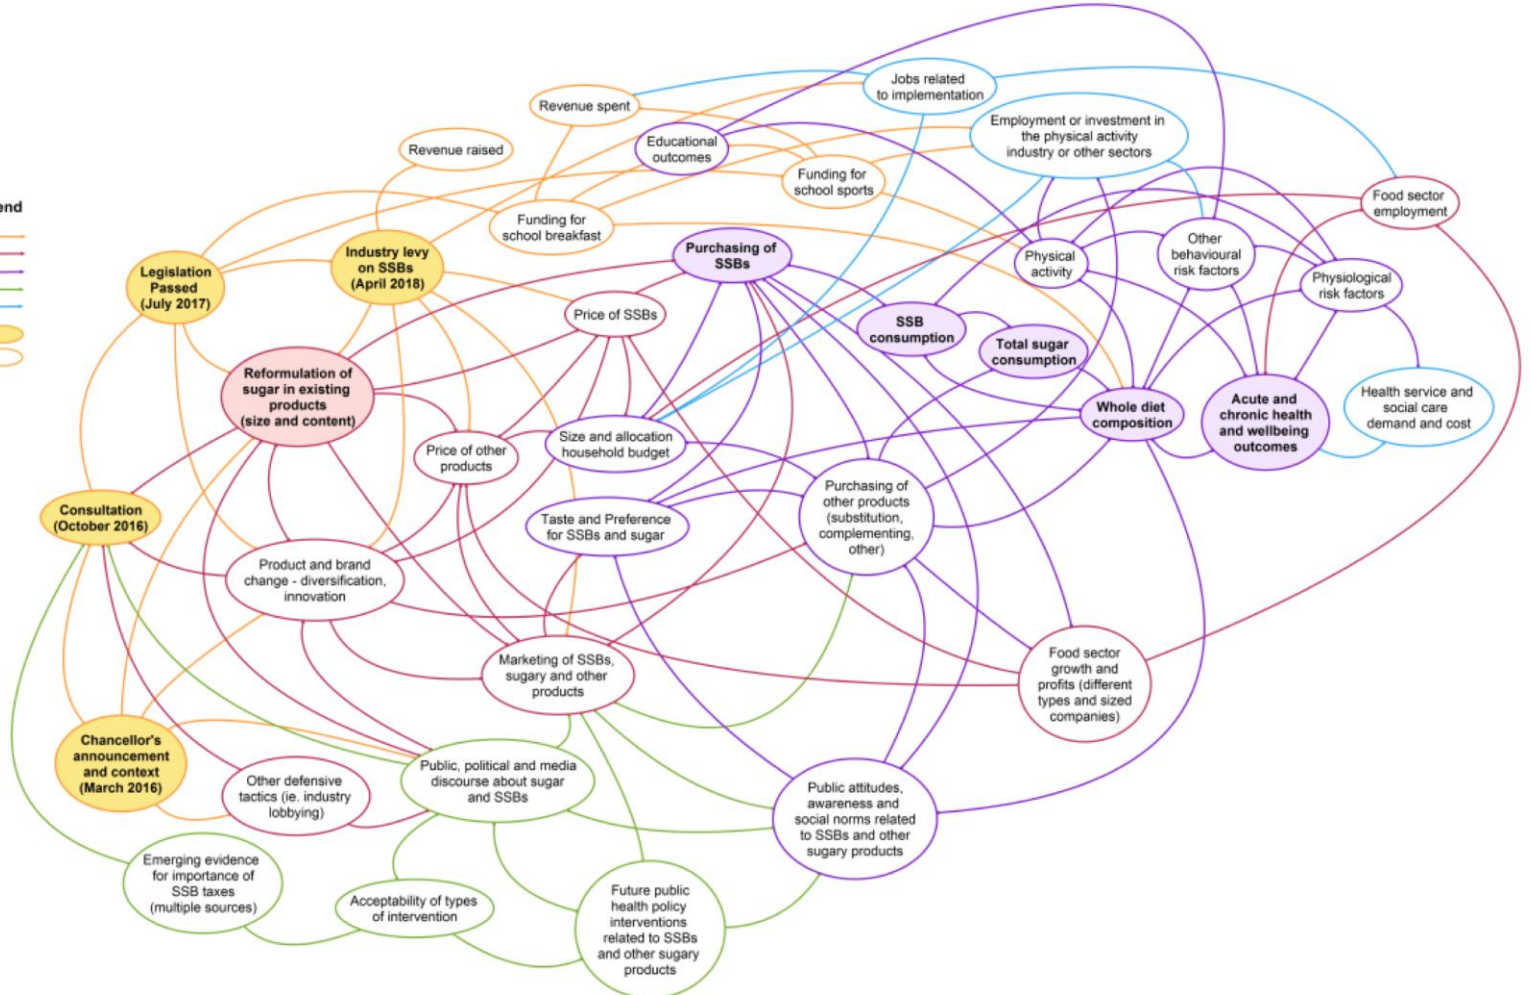 end
Jobs related
to implementation
Revenue spent
Employment or investment in
the physical activity
industry or other sectors
Revenue raised
Educational
outcomes
Funding for
school sports
Food sector
employment
Funding for
school breakfast
Legislation
Passed
(July 2017)
Industry levy
on SSBs
(April 2018)
Purchasing of
SSBs
Physical
activity
Other
behavioural
risk factors
Physiological
risk factors
Price of SSBs
SSB
consumption
Total sugar
consumption
Reformulation of
sugar in existing
products
(size and content)
Whole diet
composition
Acute and
chronic health
and wellbeing
outcomes
Health service and
social care
demand and cost
Price of other
products
Size and allocation
household budget
Consultation
(October 2016)
Taste and Preference
for SSBs and sugar
Purchasing of
other products
(substitution,
complementing,
other)
Product and brand
change - diversification,
innovation
Marketing of SSBs,
sugary and other
products
Food sector
growth and
profits (different
types and sized
companies)
Chancellor's
announcement
and context
(March 2016)
Other defensive
tactics (ie. industry
lobbying)
Public, political and media
discourse about sugar
and SSBs
Public attitudes,
awareness and
social norms related
to SSBs and other
sugary products
Emerging evidence
for importance of
SSB taxes
(multiple sources)
Acceptability of types
of intervention
Future public
health policy
interventions
related to SSBs
and other sugary
products